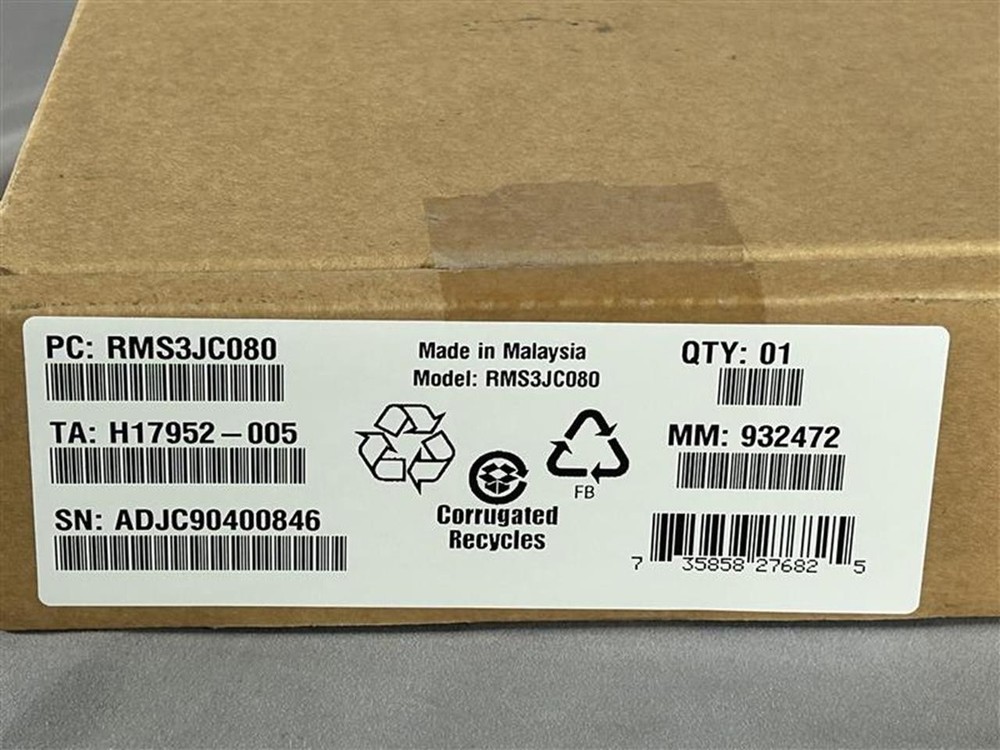 PC: RMS3JC080
TA: H17952-005
SN: ADJC90400846
Made in Malaysia
Model: RMS3JC080
FB
Corrugated
Recycles
QTY: 01
MM: 932472
7 35858 27682 5